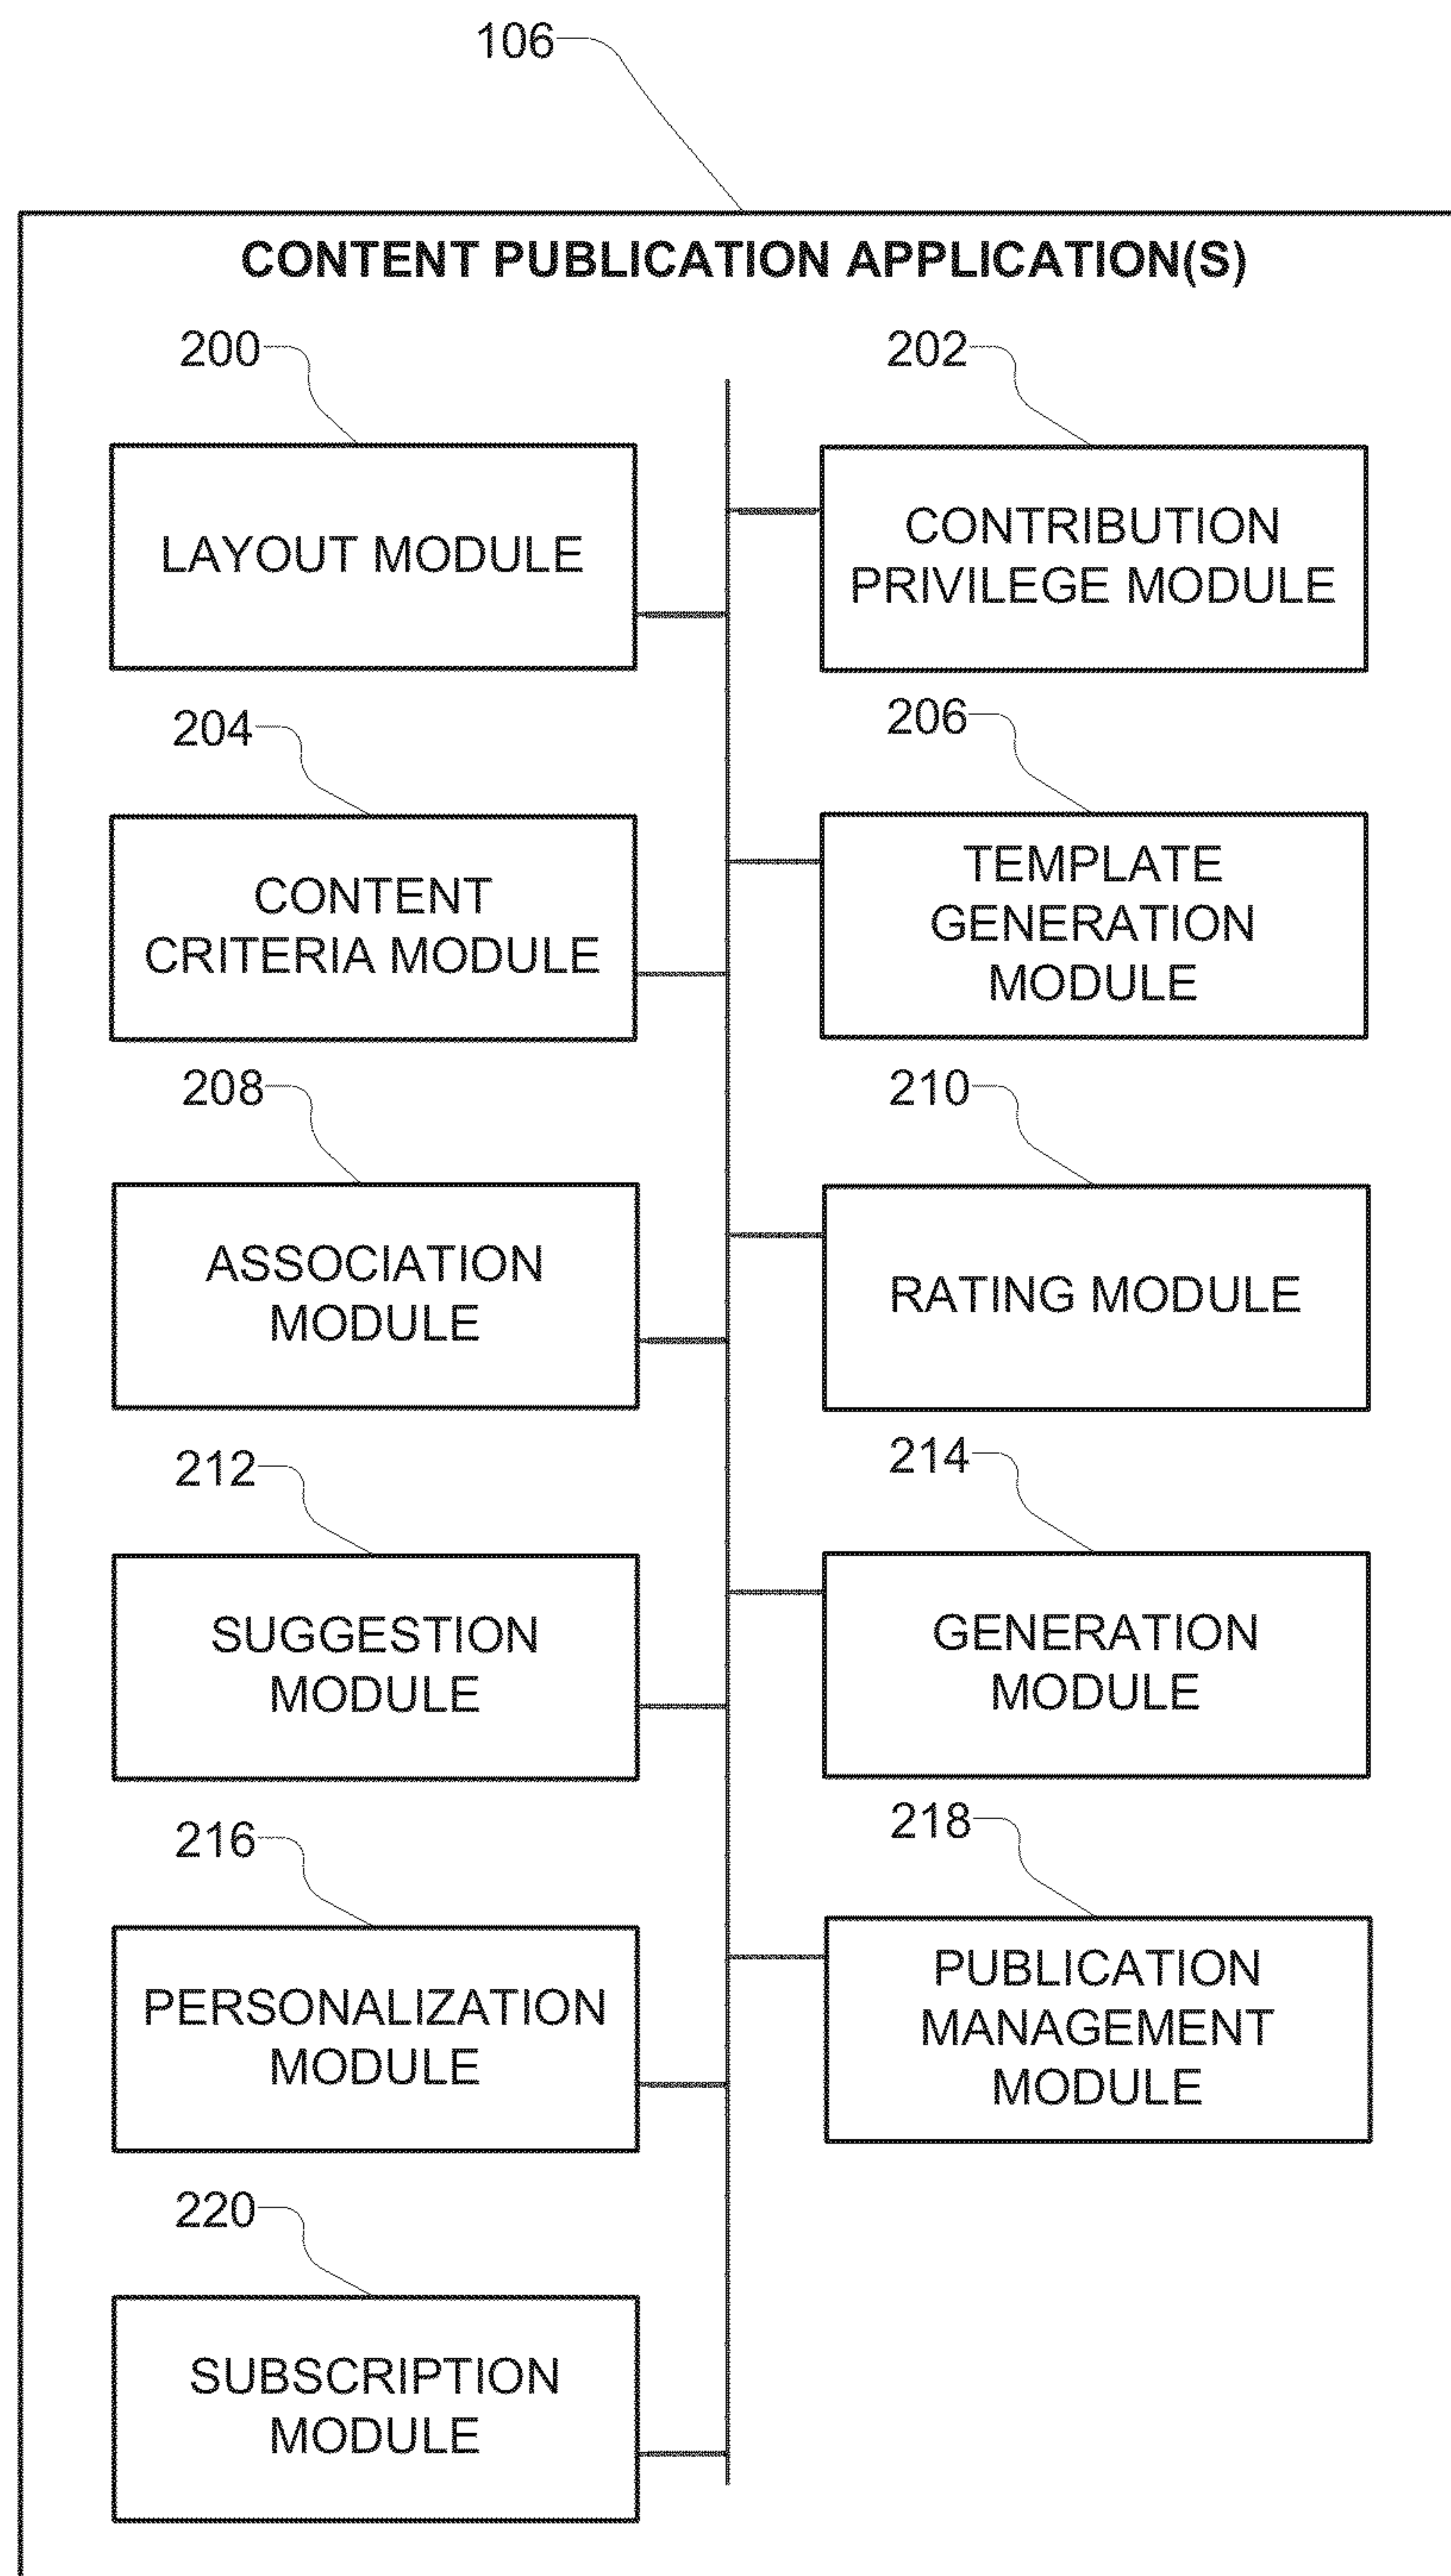 106
CONTENT PUBLICATION APPLICATION(S)
200
202
LAYOUT MODULE
CONTRIBUTION
PRIVILEGE MODULE
204
206
CONTENT
CRITERIA MODULE
TEMPLATE
GENERATION
MODULE
208
210
ASSOCIATION
MODULE
RATING MODULE
212
214
SUGGESTION
MODULE
GENERATION
MODULE
216
218
PERSONALIZATION
MODULE
PUBLICATION
MANAGEMENT
MODULE
220
SUBSCRIPTION
MODULE